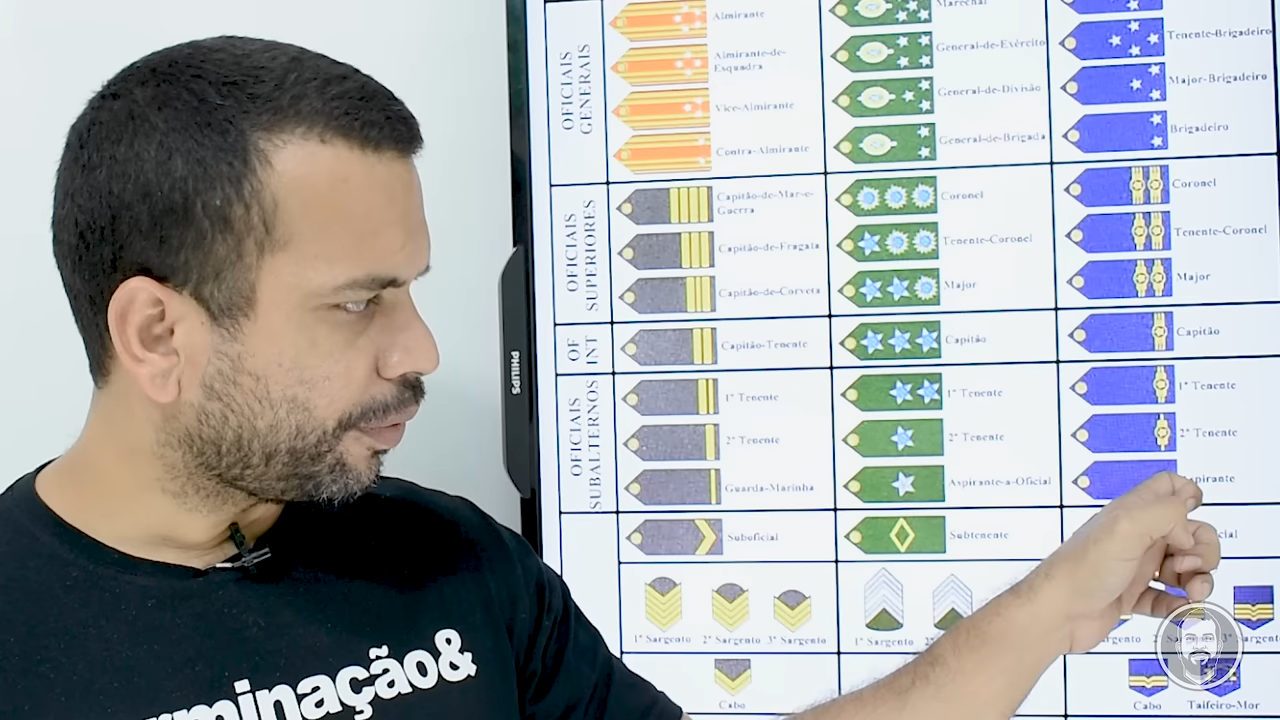 OFICIAIS
GENERAIS
Almirante
Almirante-de-
Esquadra
Vice-Almirante
Contra-Almirante
Marechal
General-de-Exército
General-de-Divisão
General-de-Brigada
Tenente-Brigadeiro
Major-Brigadeiro
Brigadeiro
OFICIAIS
SUPERIORES
Capitão-de-Mar-e-
Guerra
Capitão-de-Fragata
Capitão-de-Corveta
Coronel
Tenente-Coronel
Major
Coronel
Tenente-Coronel
Major
OF
INT
Capitão-Tenente
Capitão
Capitão
OFICIAIS
SUBALTERNOS
1º Tenente
2º Tenente
Guarda-Marinha
1º Tenente
2º Tenente
Aspirante-a-Oficial
1º Tenente
2º Tenente
Suboficial
Subtenente
1º Sargento 2º Sargento 3º Sargento
1º Sargento
Cabo
Cabo
Taifeiro-Mor
PHILIPS